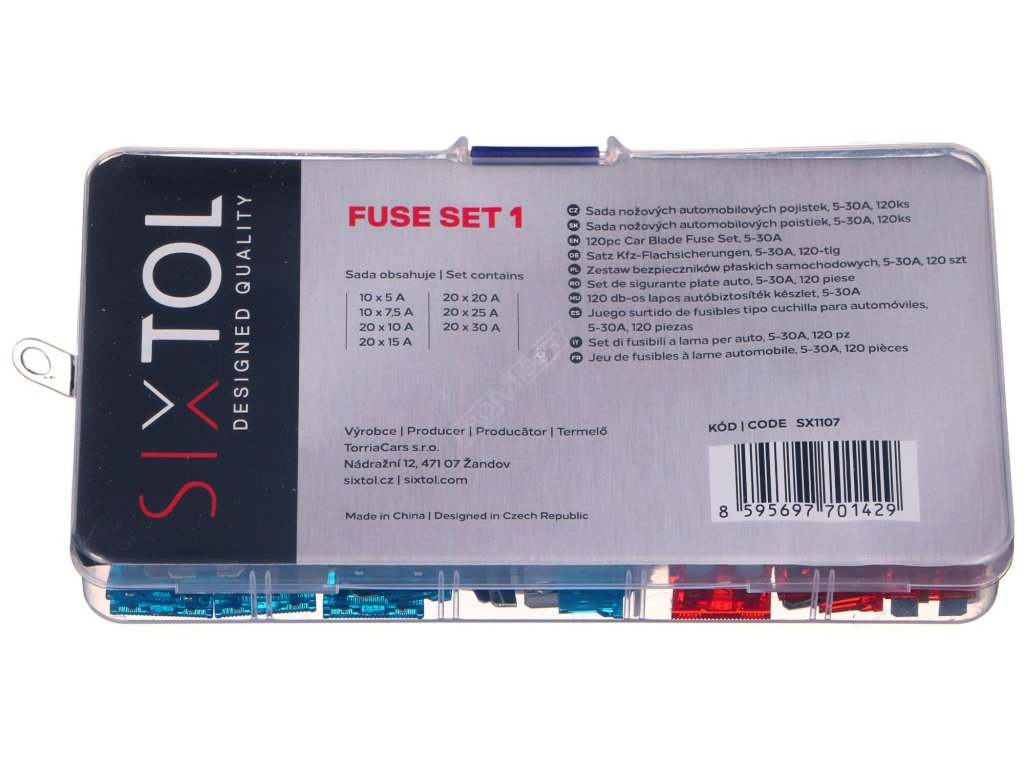 SIXTOL
DESIGNED QUALITY
FUSE SET 1
Sada obsahuje | Set contains
10 x 5 A
10 x 7,5 A
20 x 10 A
20 x 15 A
20 x 20 A
20 x 25 A
20 x 30 A
CZ Sada nožových automobilových pojistek, 5-30A, 120ks
SK Sada nožových automobilových poistiek, 5-30A, 120ks
EN 120pc Car Blade Fuse Set, 5-30A
DE Satz Kfz-Flachsicherungen, 5-30A, 120-tlg
PL Zestaw bezpieczników płaskich samochodowych, 5-30A, 120 szt
RO Set de sigurante plate auto, 5-30A, 120 piese
HU 120 db-os lapos autóbiztosíték készlet, 5-30A
ES Juego surtido de fusibles tipo cuchilla para automóviles,
5-30A, 120 piezas
IT Set di fusibili a lama per auto, 5-30A, 120 pz
FR Jeu de fusibles à lame automobile, 5-30A, 120 pièces
Výrobce | Producer | Producător | Termelő
TorriaCars s.r.o.
Nádražní 12, 471 07 Žandov
sixtol.cz | sixtol.com
Made in China | Designed in Czech Republic
KÓD | CODE SX1107
8 595697 701429